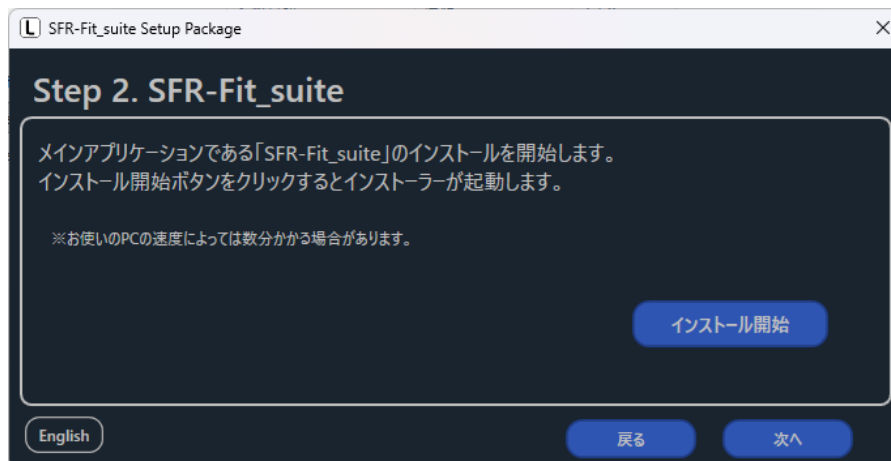 L SFR-Fit_suite Setup Package
Step 2. SFR-Fit_suite
メインアプリケーションである「SFR-Fit_suite」のインストールを開始します。
インストール開始ボタンをクリックするとインストーラーが起動します。
※お使いのPCの速度によっては数分かかる場合があります。
インストール開始
English
戻る
次へ